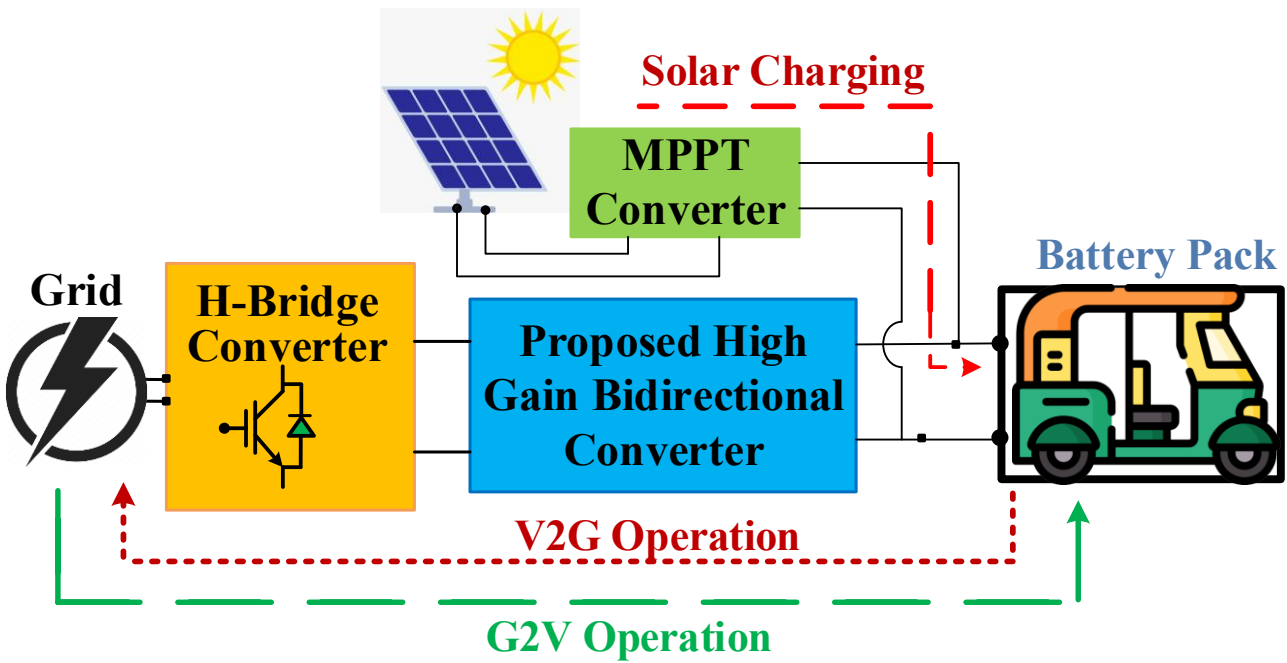 Solar Charging
MPPT
Converter
Battery Pack
Grid
H-Bridge
Converter
Proposed High
Gain Bidirectional
Converter
V2G Operation
G2V Operation